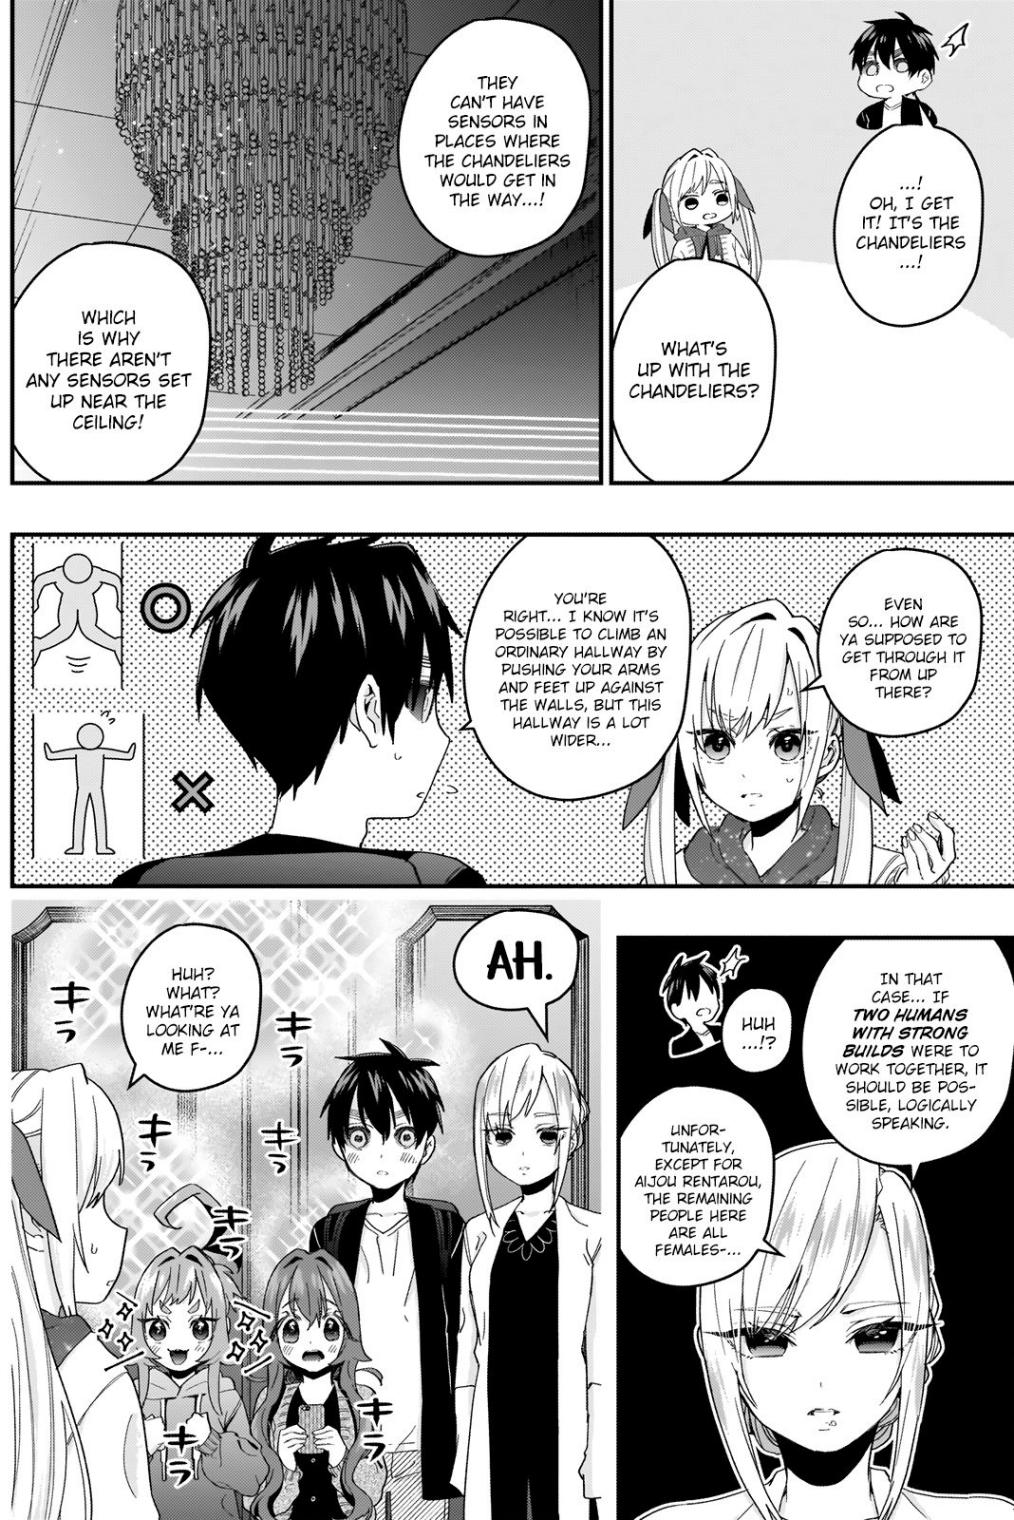 ...!
OH, I GET
IT! IT'S THE
CHANDELIERS
...!
WHAT'S
UP WITH THE
CHANDELIERS?
THEY
CAN'T HAVE
SENSORS IN
PLACES WHERE
THE CHANDELIERS
WOULD GET IN
THE WAY...!
WHICH
IS WHY
THERE AREN'T
ANY SENSORS SET
UP NEAR THE
CEILING!
EVEN
SO... HOW ARE
YA SUPPOSED TO
GET THROUGH IT
FROM UP
THERE?
YOU'RE
RIGHT... I KNOW IT'S
POSSIBLE TO CLIMB AN
ORDINARY HALLWAY BY
PUSHING YOUR ARMS
AND FEET UP AGAINST
THE WALLS, BUT THIS
HALLWAY IS A LOT
WIDER...
IN THAT
CASE... IF
TWO HUMANS
WITH STRONG
BUILDS WERE TO
WORK TOGETHER, IT
SHOULD BE POS-
SIBLE, LOGICALLY
SPEAKING.
HUH
...!?
UNFOR-
TUNATELY,
EXCEPT FOR
AIJOU RENTAROU,
THE REMAINING
PEOPLE HERE
ARE ALL
FEMALES-...
AH.
HUH?
WHAT?
WHAT'RE YA
LOOKING AT
ME F-...
キラ
キラ
キラ
キラ
キラ
キラ
キラ